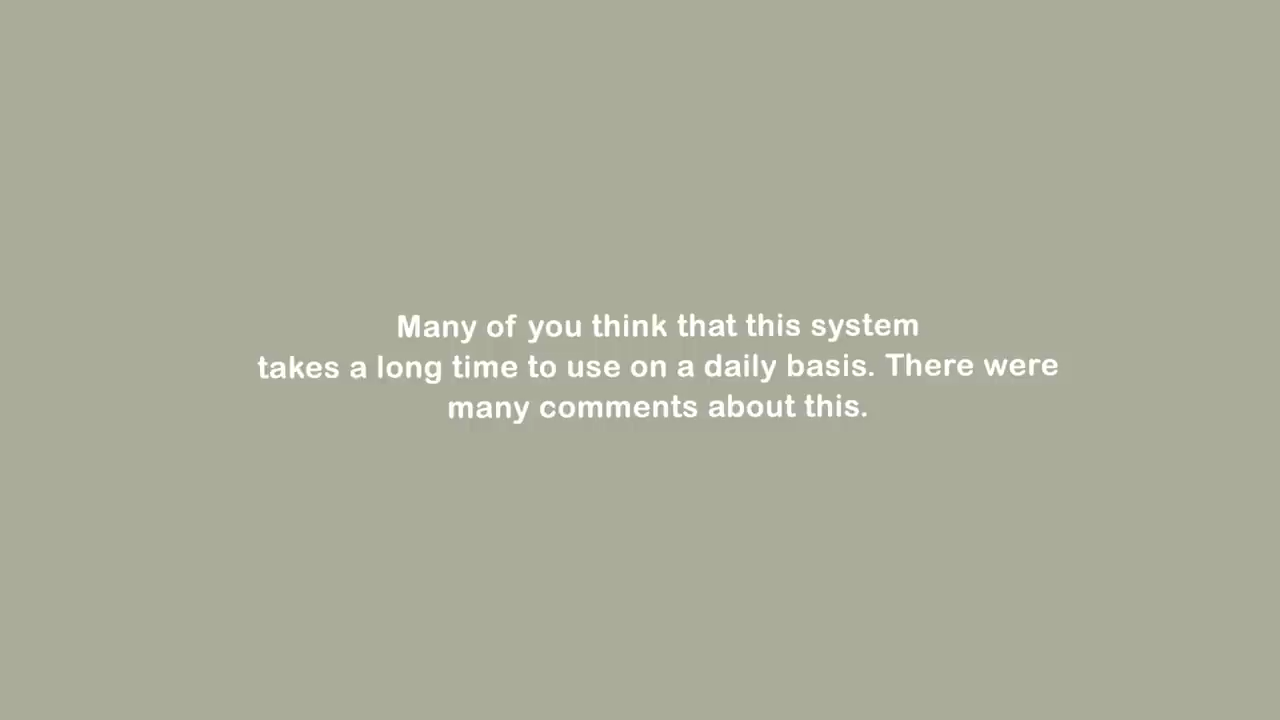 Many of you think that this system
takes a long time to use on a daily basis. There were
many comments about this.